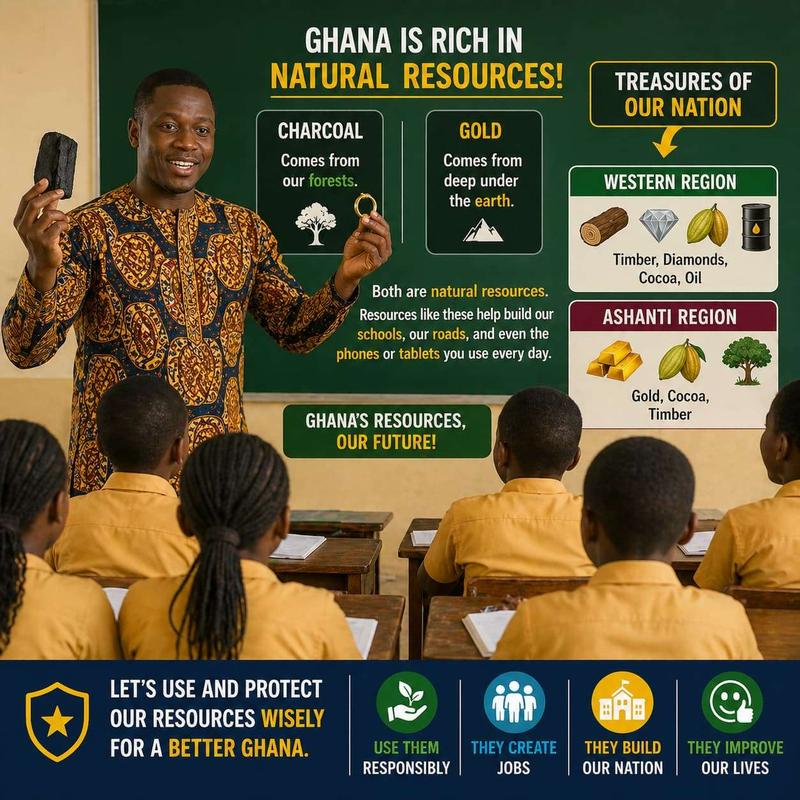 GHANA IS RICH IN
NATURAL RESOURCES!
CHARCOAL
Comes from
our forests.
GOLD
Comes from
deep under
the earth.
Both are natural resources.
Resources like these help build our
schools, our roads, and even the
phones or tablets you use every day.
GHANA'S RESOURCES,
OUR FUTURE!
TREASURES OF
OUR NATION
WESTERN REGION
Timber, Diamonds,
Cocoa, Oil
ASHANTI REGION
Gold, Cocoa,
Timber
LET'S USE AND PROTECT
OUR RESOURCES WISELY
FOR A BETTER GHANA.
USE THEM
RESPONSIBLY
THEY CREATE
JOBS
THEY BUILD
OUR NATION
THEY IMPROVE
OUR LIVES